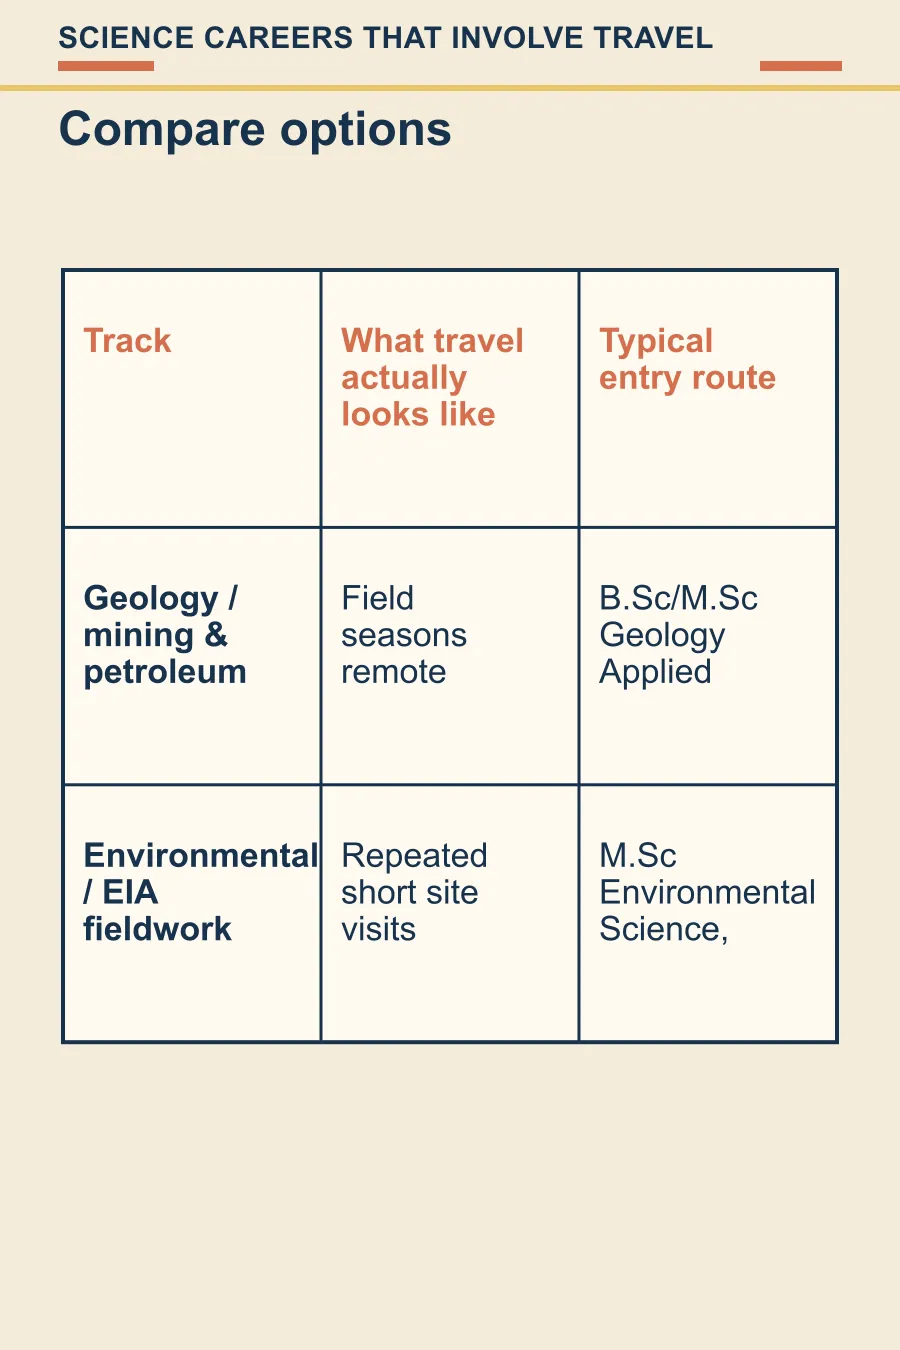 SCIENCE CAREERS THAT INVOLVE TRAVEL
Compare options
Track
What travel
actually
looks like
Typical
entry route
Geology /
mining &
petroleum
Field
seasons
remote
B.Sc/M.Sc
Geology
Applied
Environmental
/ EIA
fieldwork
Repeated
short site
visits
M.Sc
Environmental
Science,